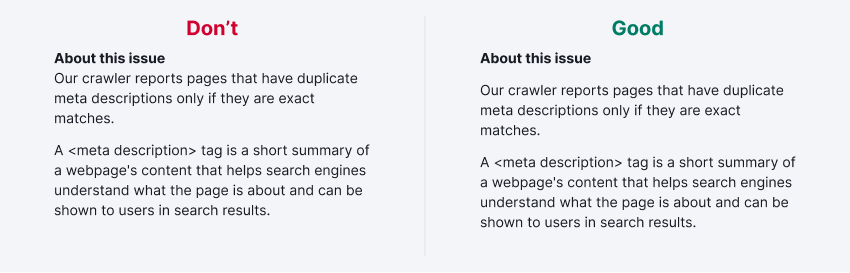 Don’t
About this issue
Our crawler reports pages that have duplicate
meta descriptions only if they are exact
matches.
A <meta description> tag is a short summary of
a webpage's content that helps search engines
understand what the page is about and can be
shown to users in search results.
Good
About this issue
Our crawler reports pages that have duplicate
meta descriptions only if they are exact
matches.
A <meta description> tag is a short summary of
a webpage's content that helps search engines
understand what the page is about and can be
shown to users in search results.